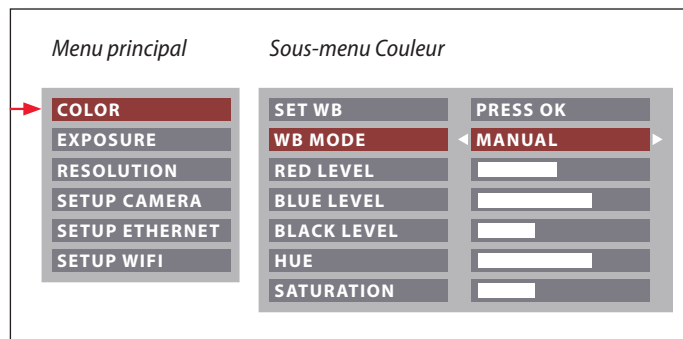 Menu principal
Sous-menu Couleur
COLOR
EXPOSURE
RESOLUTION
SETUP CAMERA
SETUP ETHERNET
SETUP WIFI
SET WB PRESS OK
WB MODE MANUAL
RED LEVEL
BLUE LEVEL
BLACK LEVEL
HUE
SATURATION